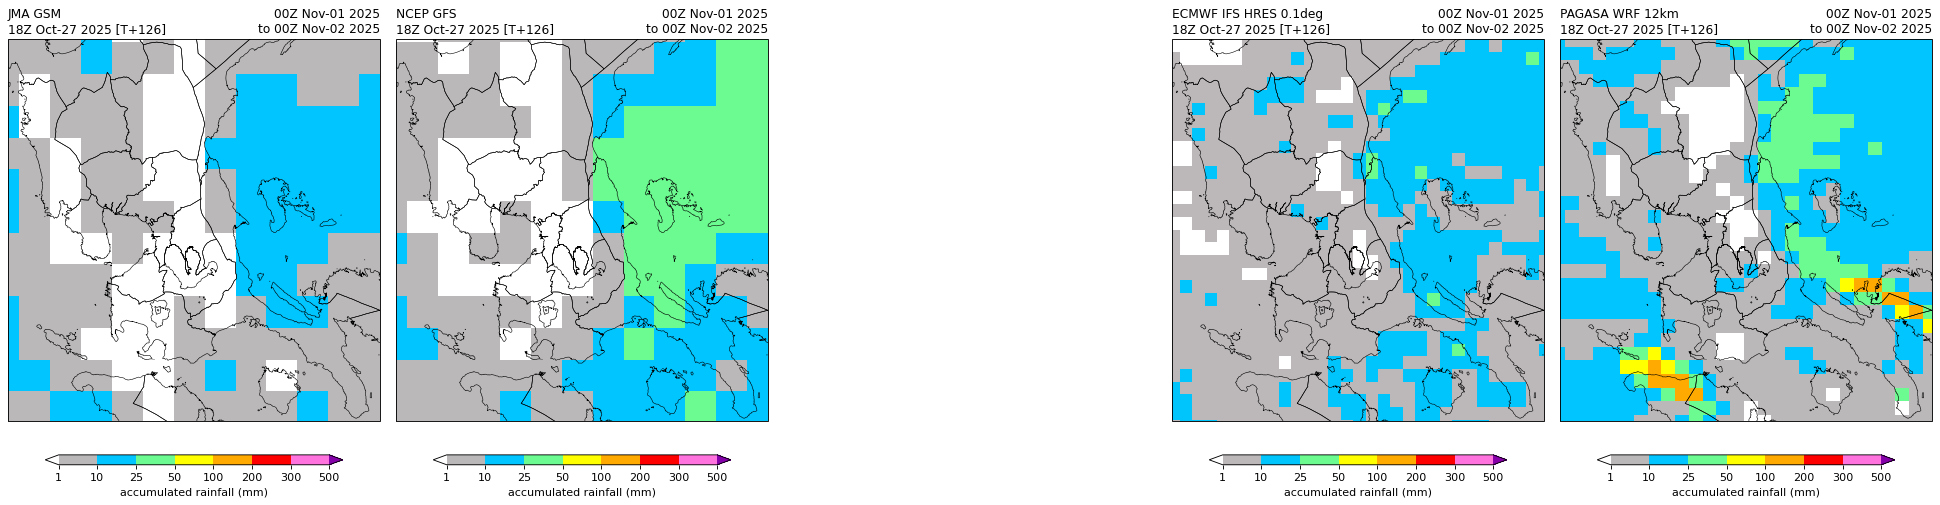 JMA GSM 00Z Nov-01 2025
18Z Oct-27 2025 [T+126] to 00Z Nov-02 2025
1 10 25 50 100 200 300 500
accumulated rainfall (mm)
NCEP GFS 00Z Nov-01 2025
18Z Oct-27 2025 [T+126] to 00Z Nov-02 2025
1 10 25 50 100 200 300 500
accumulated rainfall (mm)
ECMWF IFS HRES 0.1deg 00Z Nov-01 2025
18Z Oct-27 2025 [T+126] to 00Z Nov-02 2025
1 10 25 50 100 200 300 500
accumulated rainfall (mm)
PAGASA WRF 12km 00Z Nov-01 2025
18Z Oct-27 2025 [T+126] to 00Z Nov-02 2025
1 10 25 50 100 200 300 500
accumulated rainfall (mm)